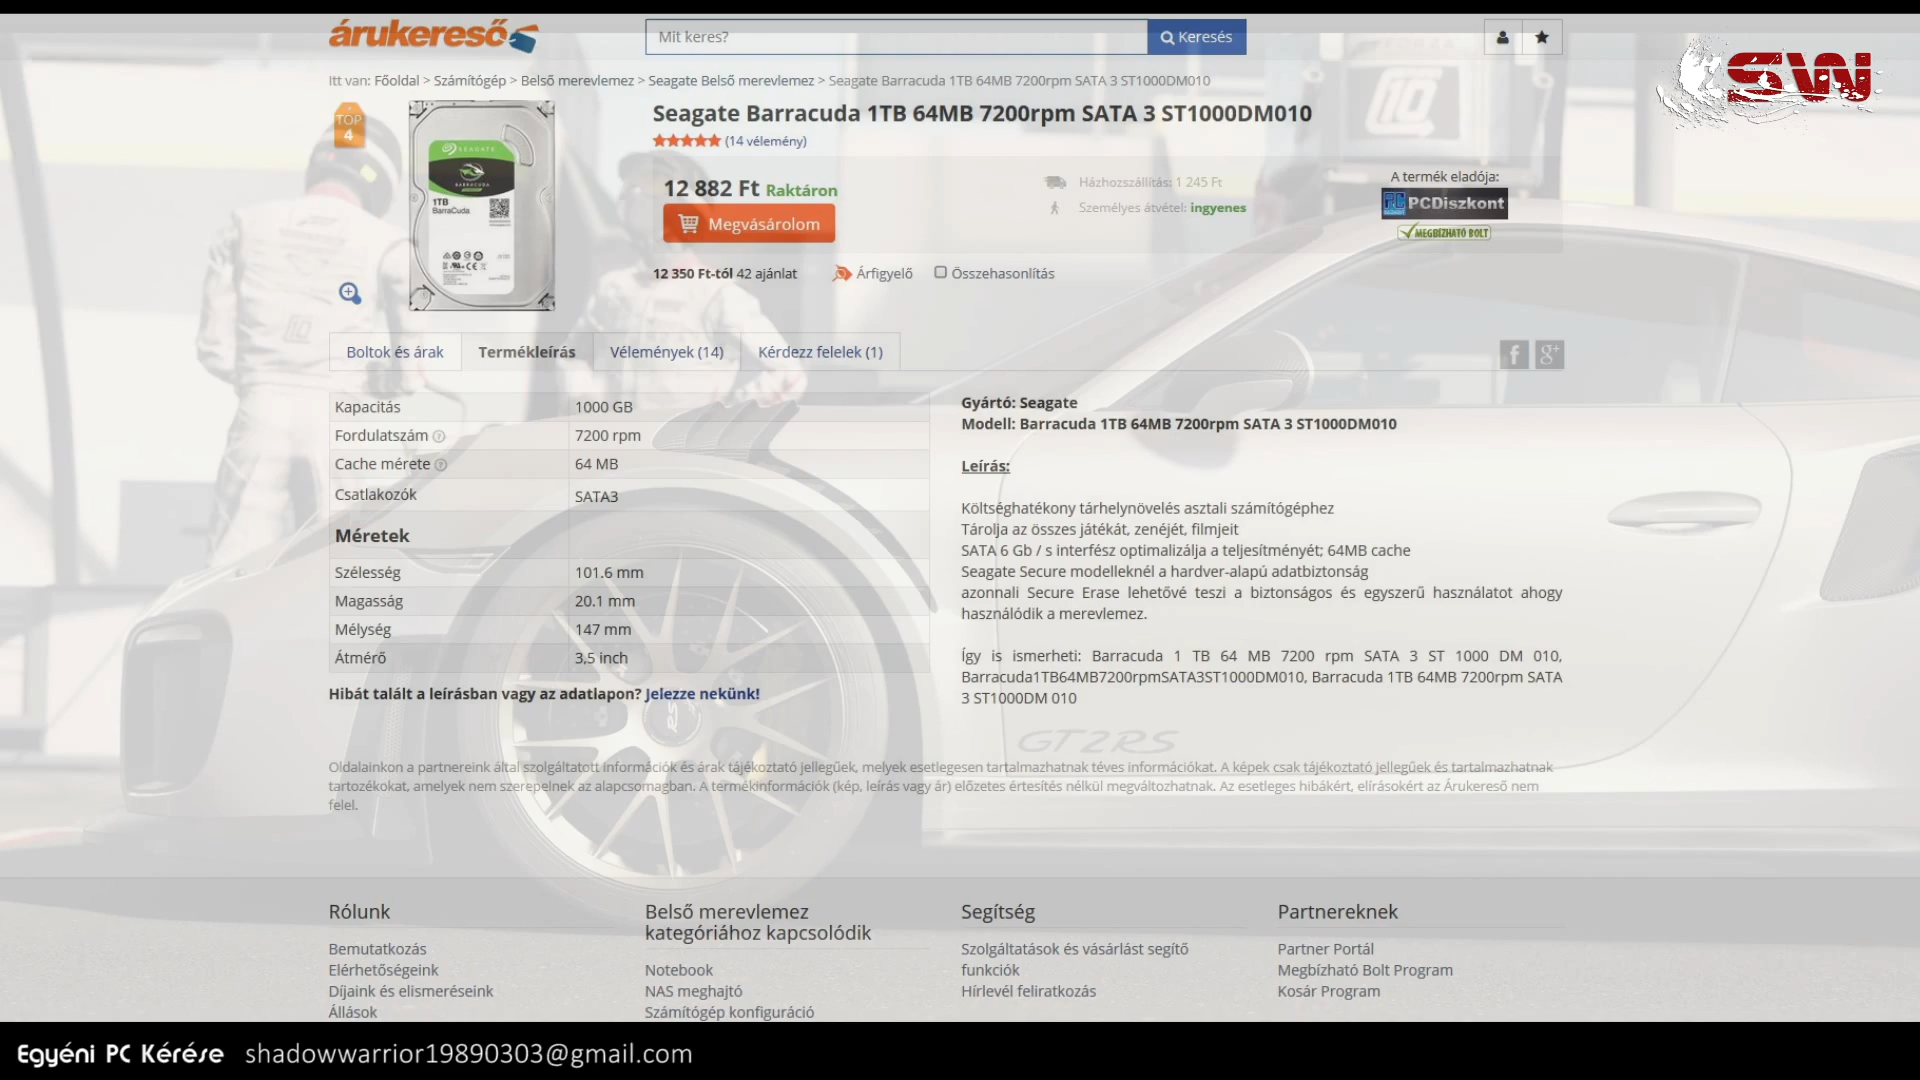 árukereső
Mit keres?
Keresés
SW
Itt van: Főoldal > Számítógép > Belső merevlemez > Seagate Belső merevlemez > Seagate Barracuda 1TB 64MB 7200rpm SATA 3 ST1000DM010
TOP
4
SEAGATE
BARRACUDA
1TB
BarraCuda
Seagate Barracuda 1TB 64MB 7200rpm SATA 3 ST1000DM010
(14 vélemény)
12 882 Ft Raktáron
Megvásárolom
Házhozszállítás: 1 245 Ft
Személyes átvétel: ingyenes
A termék eladója:
PCDiszkont
MEGBÍZHATÓ BOLT
12 350 Ft-tól 42 ajánlat
Árfigyelő
Összehasonlítás
Boltok és árak
Termékleírás
Vélemények (14)
Kérdezz felelek (1)
f
g+
Kapacitás 1000 GB
Fordulatszám 7200 rpm
Cache mérete 64 MB
Csatlakozók SATA3
Méretek
Szélesség 101.6 mm
Magasság 20.1 mm
Mélység 147 mm
Átmérő 3,5 inch
Hibát talált a leírásban vagy az adatlapon? Jelezze nekünk!
Gyártó: Seagate
Modell: Barracuda 1TB 64MB 7200rpm SATA 3 ST1000DM010
Leírás:
Költséghatékony tárhelynövelés asztali számítógéphez
Tárolja az összes játékát, zenéjét, filmjeit
SATA 6 Gb / s interfész optimalizálja a teljesítményét; 64MB cache
Seagate Secure modelleknél a hardver-alapú adatbiztonság
azonnali Secure Erase lehetővé teszi a biztonságos és egyszerű használatot ahogy
használódik a merevlemez.
Így is ismerheti: Barracuda 1 TB 64 MB 7200 rpm SATA 3 ST 1000 DM 010,
Barracuda1TB64MB7200rpmSATA3ST1000DM010, Barracuda 1TB 64MB 7200rpm SATA
3 ST1000DM 010
RS
GT2RS
Oldalainkon a partnereink által szolgáltatott információk és árak tájékoztató jellegűek, melyek esetlegesen tartalmazhatnak téves információkat. A képek csak tájékoztató jellegűek és tartalmazhatnak
tartozékokat, amelyek nem szerepelnek az alapcsomagban. A termékinformációk (kép, leírás vagy ár) előzetes értesítés nélkül megváltozhatnak. Az esetleges hibákért, elírásokért az Árukereső nem
felel.
Rólunk
Bemutatkozás
Elérhetőségeink
Díjaink és elismeréseink
Állások
Belső merevlemez
kategóriához kapcsolódik
Notebook
NAS meghajtó
Számítógép konfiguráció
Segítség
Szolgáltatások és vásárlást segítő
funkciók
Hírlevél feliratkozás
Partnereknek
Partner Portál
Megbízható Bolt Program
Kosár Program
Egyéni PC Kérése shadowwarrior19890303@gmail.com